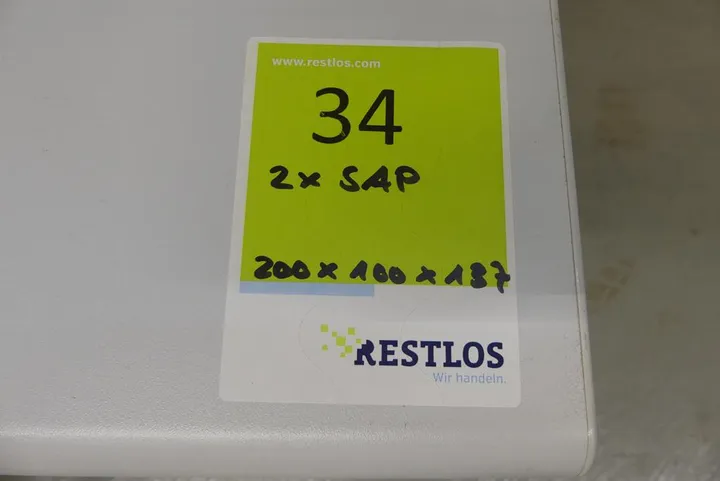 www.restlos.com
34
2x SAP
200 x 100 x 137
RESTLOS
Wir handeln.